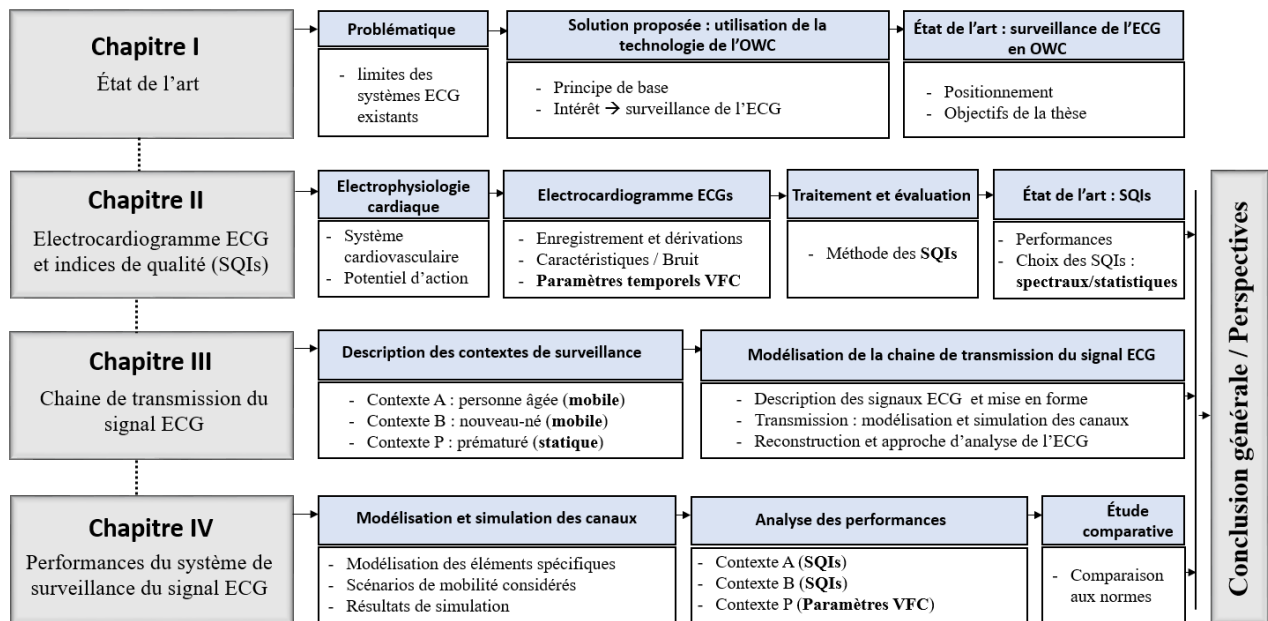 Chapitre I
État de l'art
Problématique
- limites des
systèmes ECG
existants
Solution proposée : utilisation de la
technologie de l'OWC
- Principe de base
- Intérêt → surveillance de l'ECG
État de l'art : surveillance de l'ECG
en OWC
- Positionnement
- Objectifs de la thèse
Chapitre II
Electrocardiogramme ECG
et indices de qualité (SQIs)
Electrophysiologie
cardiaque
- Système
cardiovasculaire
- Potentiel d'action
Electrocardiogramme ECGs
- Enregistrement et dérivations
- Caractéristiques / Bruit
- Paramètres temporels VFC
Traitement et évaluation
- Méthode des SQIs
État de l'art : SQIs
- Performances
- Choix des SQIs :
spectraux/statistiques
Chapitre III
Chaine de transmission du
signal ECG
Description des contextes de surveillance
- Contexte A : personne âgée (mobile)
- Contexte B : nouveau-né (mobile)
- Contexte P : prématuré (statique)
Modélisation de la chaine de transmission du signal ECG
- Description des signaux ECG et mise en forme
- Transmission : modélisation et simulation des canaux
- Reconstruction et approche d'analyse de l'ECG
Chapitre IV
Performances du système de
surveillance du signal ECG
Modélisation et simulation des canaux
- Modélisation des éléments spécifiques
- Scénarios de mobilité considérés
- Résultats de simulation
Analyse des performances
- Contexte A (SQIs)
- Contexte B (SQIs)
- Contexte P (Paramètres VFC)
Étude
comparative
- Comparaison
aux normes
Conclusion générale / Perspectives